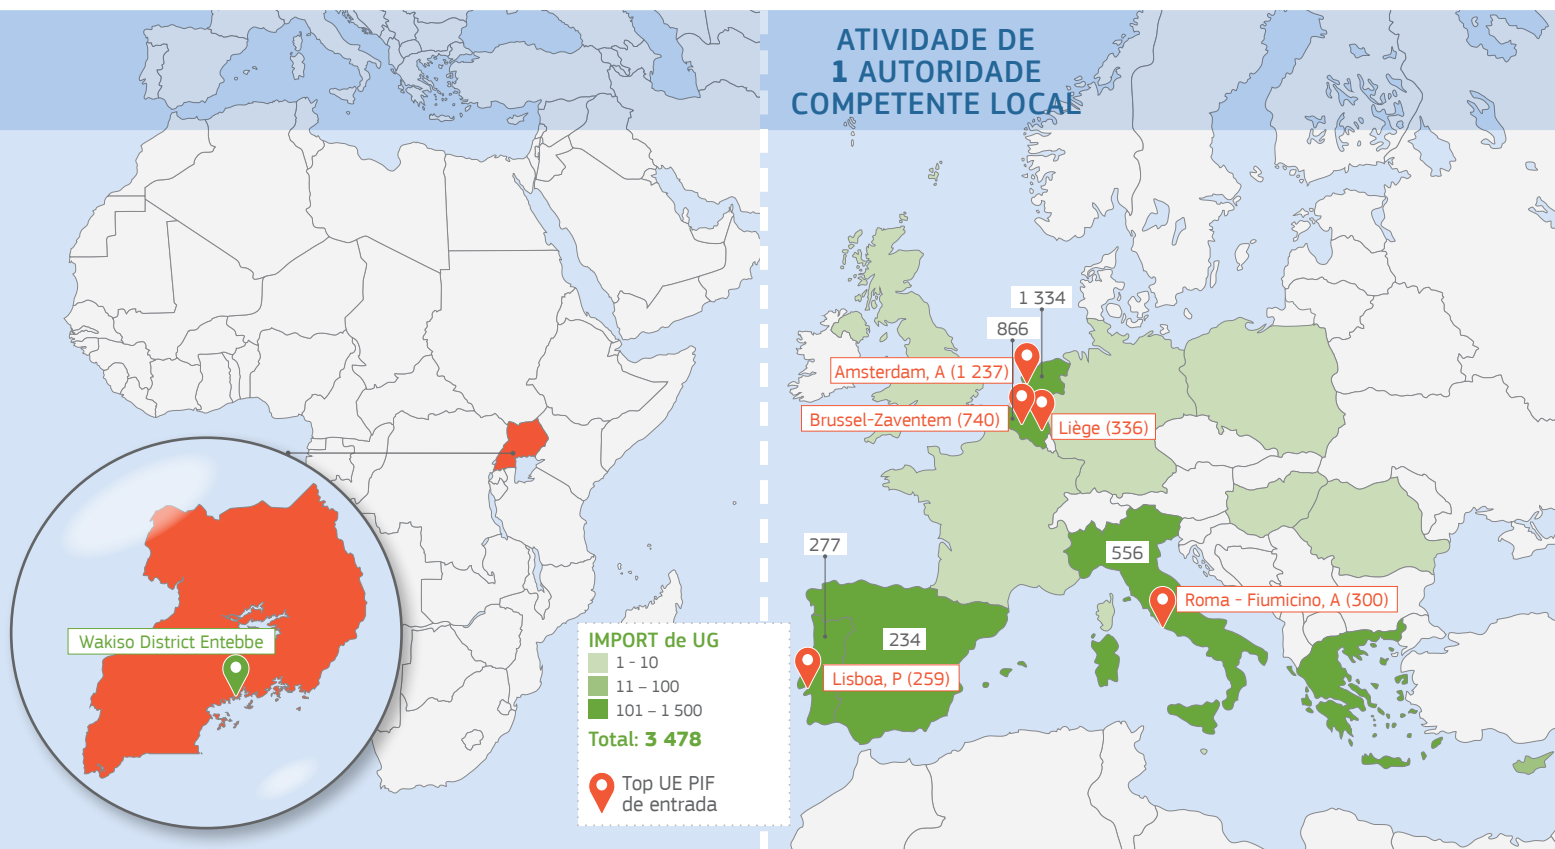 ATIVIDADE DE
1 AUTORIDADE
COMPETENTE LOCAL
1 334
866
Amsterdam, A (1 237)
Brussel-Zaventem (740)
Liège (336)
277
556
Roma - Fiumicino, A (300)
234
Lisboa, P (259)
Wakiso District Entebbe
IMPORT de UG
1 - 10
11 – 100
101 – 1 500
Total: 3 478
Top UE PIF
de entrada